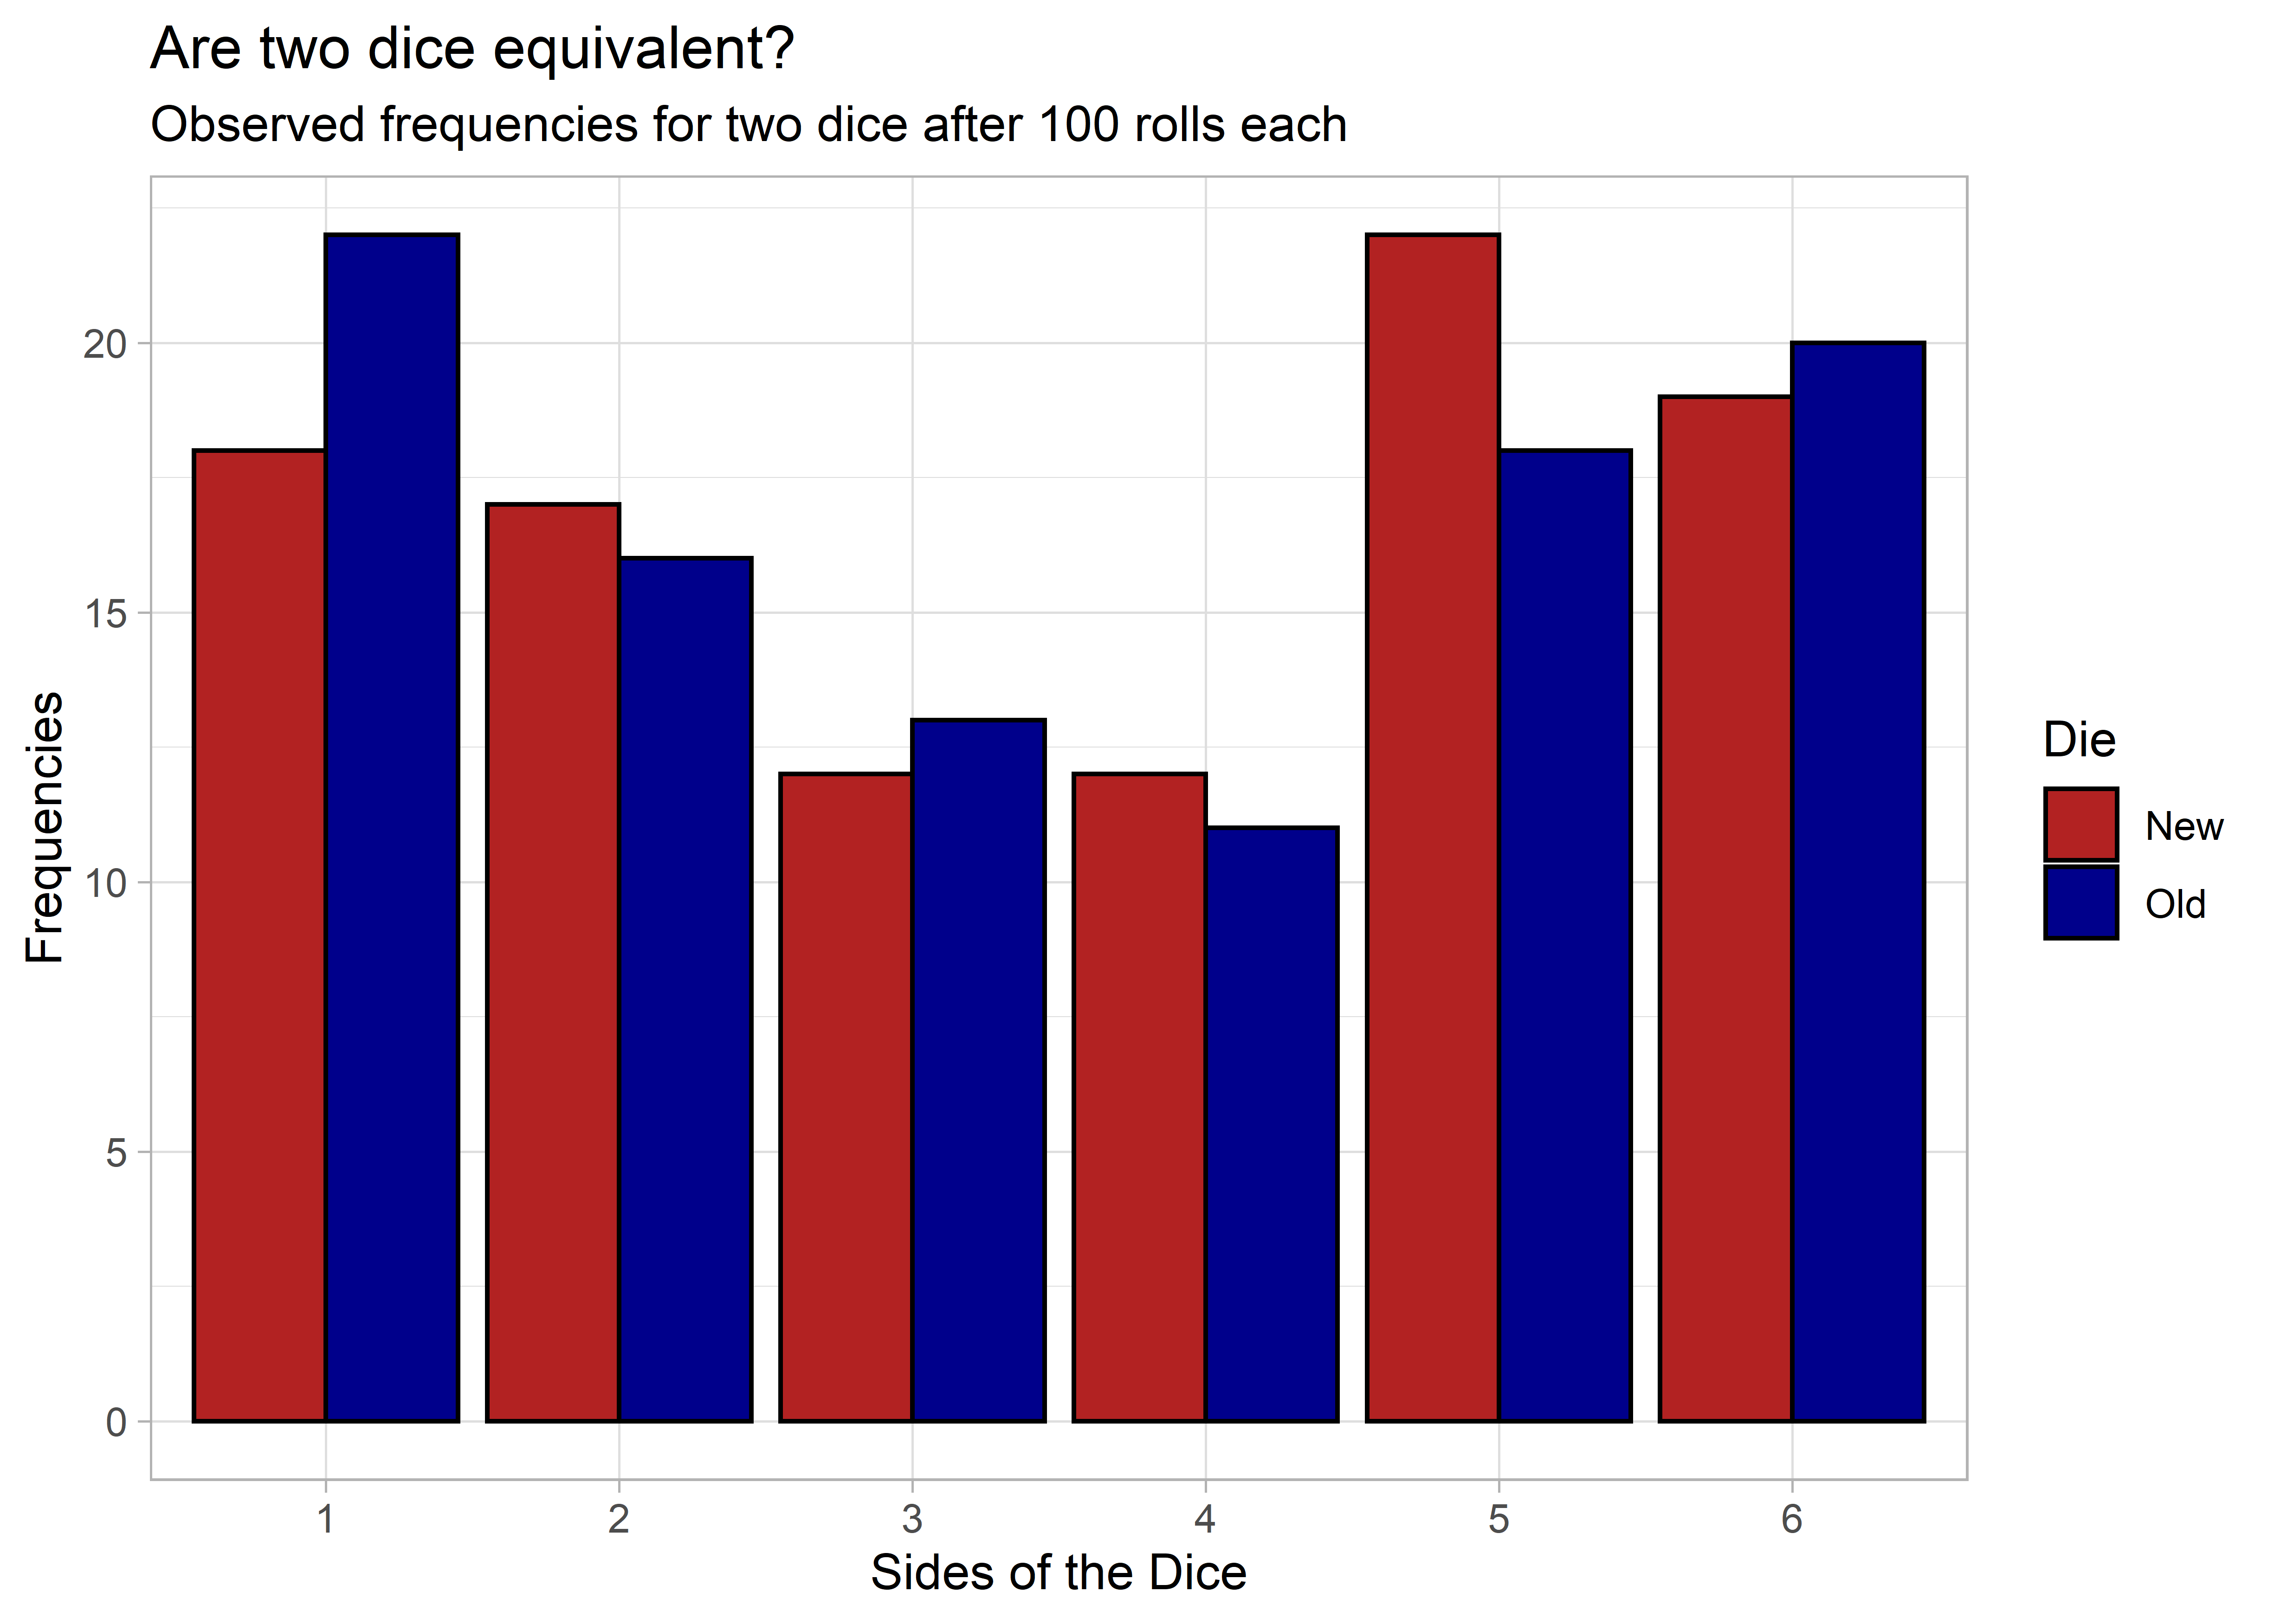 Are two dice equivalent?
Observed frequencies for two dice after 100 rolls each
20
15
10
5
0
Frequencies
1 2 3 4 5 6
Sides of the Dice
Die
New
Old